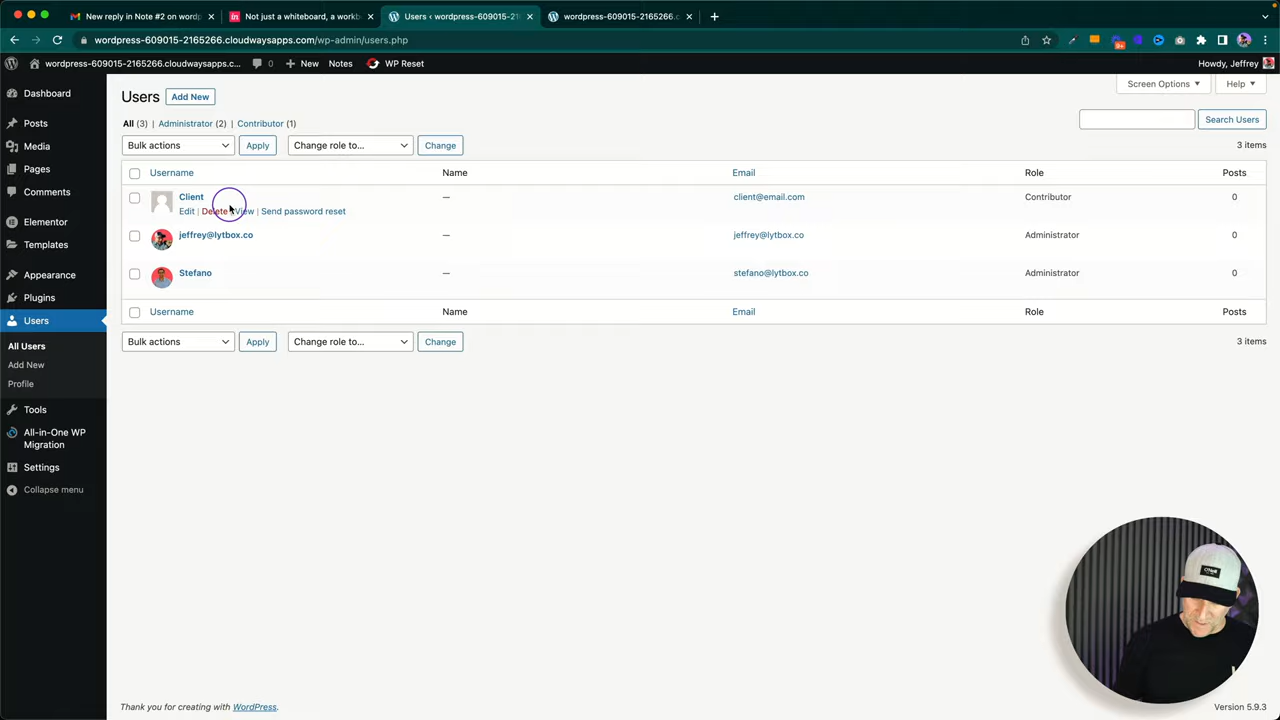 New reply in Note #2 on wordp
Not just a whiteboard, a workb
Users ‹ wordpress-609015-216
wordpress-609015-2165266.clo
wordpress-609015-2165266.cloudwaysapps.com/wp-admin/users.php
wordpress-609015-2165266.cloudwaysapps.c...
0
New
Notes
WP Reset
Howdy, Jeffrey
Dashboard
Posts
Media
Pages
Comments
Elementor
Templates
Appearance
Plugins
Users
All Users
Add New
Profile
Tools
All-in-One WP
Migration
Settings
Collapse menu
Screen Options
Help
Users
Add New
All (3) | Administrator (2) | Contributor (1)
Search Users
Bulk actions
Apply
Change role to...
Change
3 items
Username Name Email Role Posts
Client — client@email.com Contributor 0
Edit | Delete | View | Send password reset
jeffrey@lytbox.co — jeffrey@lytbox.co Administrator 0
Stefano — stefano@lytbox.co Administrator 0
Username Name Email Role Posts
Bulk actions
Apply
Change role to...
Change
3 items
Thank you for creating with WordPress.
Version 5.9.3